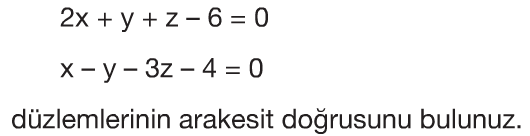 2x + y + z – 6 = 0
x – y – 3z – 4 = 0
düzlemlerinin arakesit doğrusunu bulunuz.